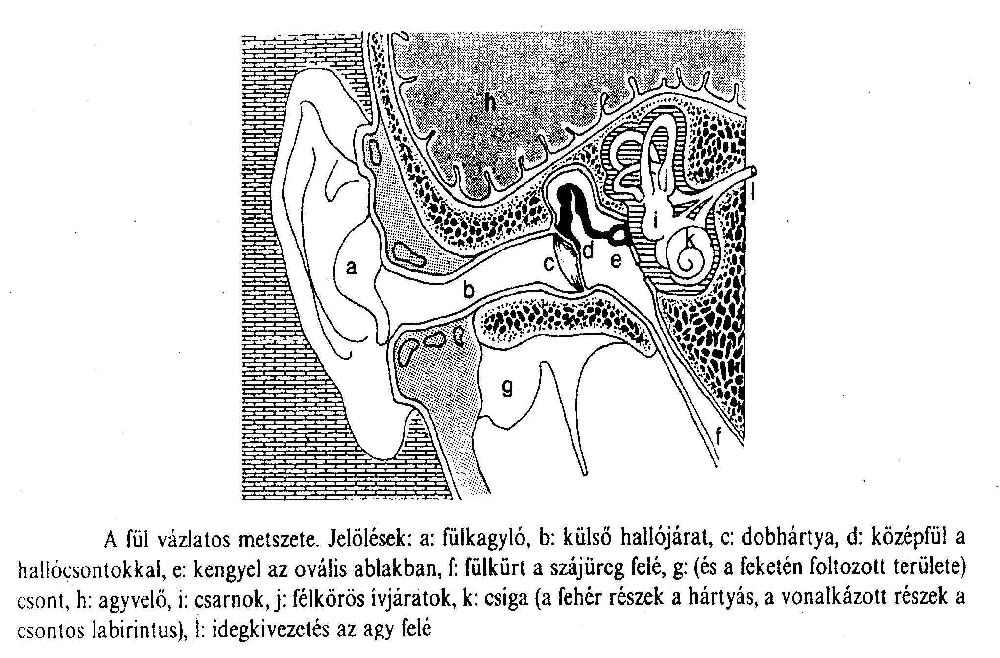 h
j
l
i
k
d
c
e
a
b
g
f
A fül vázlatos metszete. Jelölések: a: fülkagyló, b: külső hallójárat, c: dobhártya, d: középfül a
hallócsontokkal, e: kengyel az ovális ablakban, f: fülkürt a szájüreg felé, g: (és a feketén foltozott területe)
csont, h: agyvelő, i: csarnok, j: félkörös ívjáratok, k: csiga (a fehér részek a hártyás, a vonalkázott részek a
csontos labirintus), l: idegkivezetés az agy felé